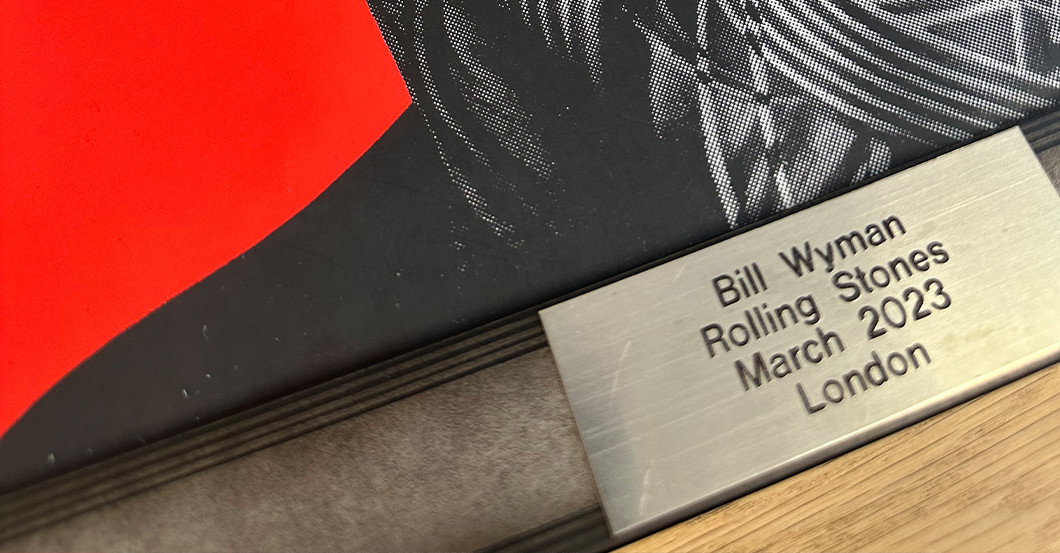 Bill Wyman
Rolling Stones
March 2023
London